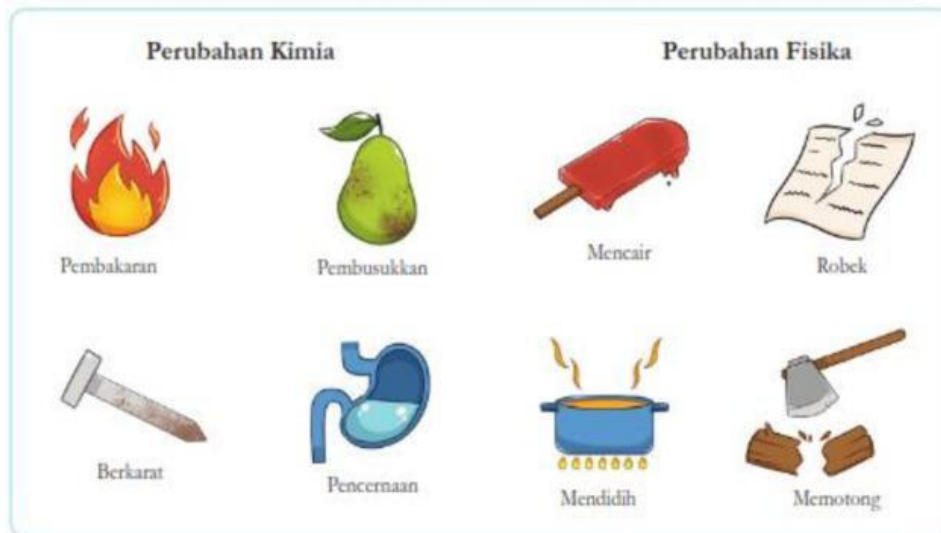 Perubahan Kimia
Perubahan Fisika
Pembakaran
Pembusukkan
Mencair
Robek
Berkarat
Pencernaan
Mendidih
Memotong